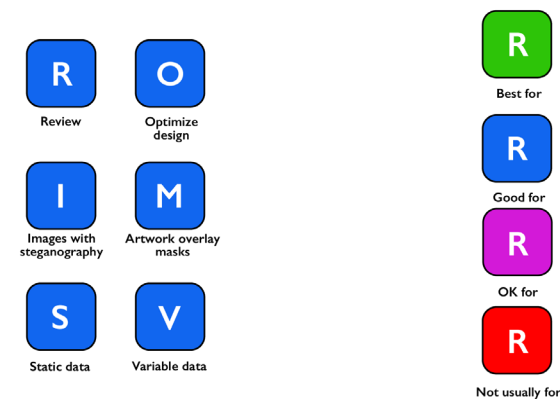 R
Best for
R
Review
O
Optimize
design
R
Good for
I
Images with
steganography
M
Artwork overlay
masks
R
OK for
S
Static data
V
Variable data
R
Not usually for